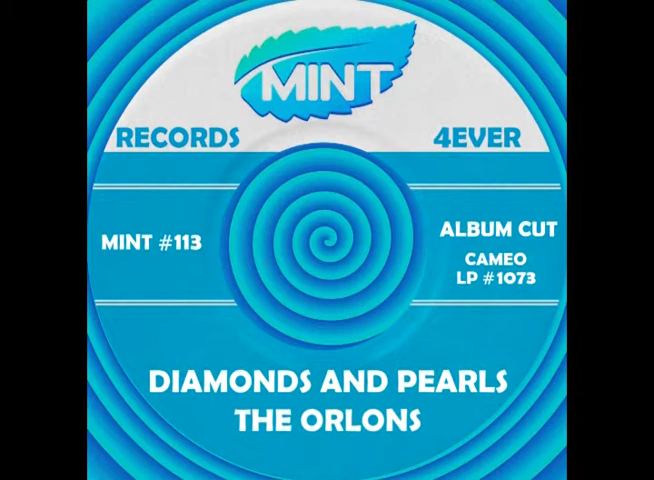 MINT
RECORDS 4EVER
MINT #113
ALBUM CUT
CAMEO
LP #1073
DIAMONDS AND PEARLS
THE ORLONS